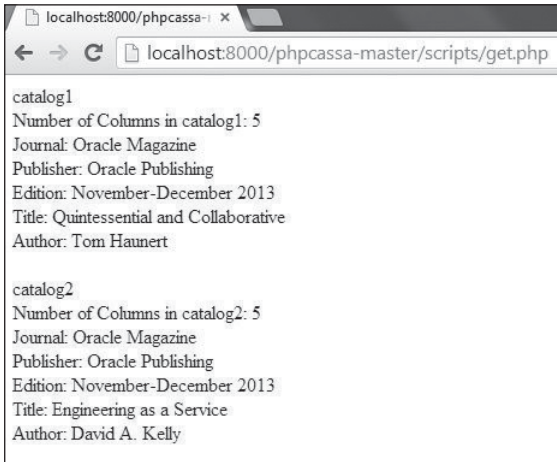 localhost:8000/phpcassa-r
localhost:8000/phpcassa-master/scripts/get.php
catalog1
Number of Columns in catalog1: 5
Journal: Oracle Magazine
Publisher: Oracle Publishing
Edition: November-December 2013
Title: Quintessential and Collaborative
Author: Tom Haunert
catalog2
Number of Columns in catalog2: 5
Journal: Oracle Magazine
Publisher: Oracle Publishing
Edition: November-December 2013
Title: Engineering as a Service
Author: David A. Kelly